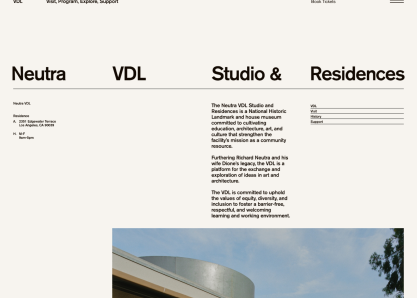 VDL
Visit, Program, Explore, Support
Book Tickets
Neutra VDL Studio & Residences
Neutra VDL
Residence
A 2351 Edgewater Terrace
Los Angeles, CA 90039
The Neutra VDL Studio and
Residences is a National Historic
Landmark and house museum
committed to cultivating
education, architecture, art, and
culture that strengthen the
facility's mission as a community
resource.
Furthering Richard Neutra and his
wife Dione's legacy, the VDL is a
platform for the exchange and
exploration of ideas in art and
architecture.
The VDL is committed to uphold
the values of equity, diversity, and
inclusion to foster a barrier-free,
respectful, and welcoming
learning and working environment.
VDL
Visit
History
Support